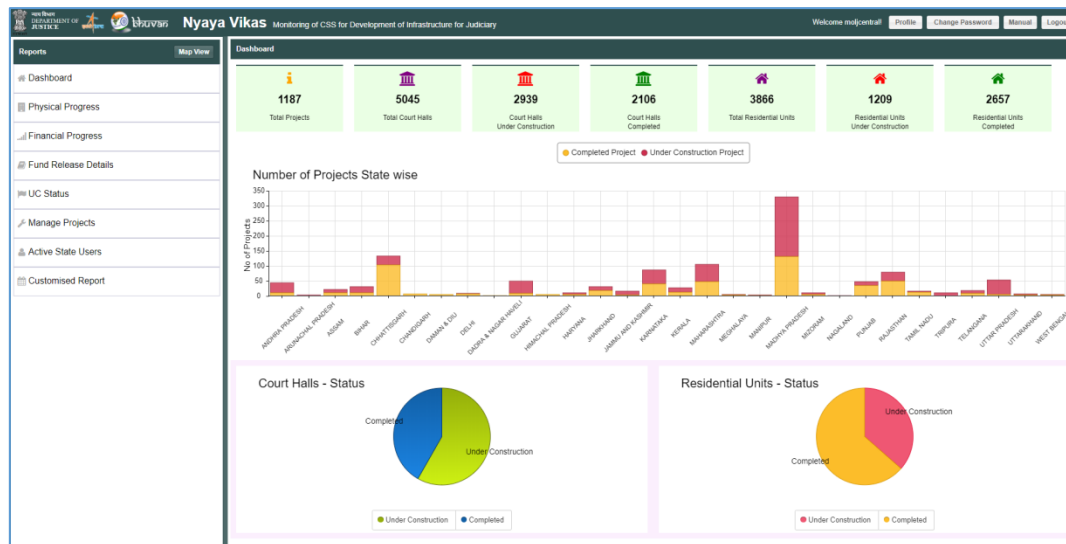 न्याय विभाग
DEPARTMENT OF
JUSTICE
bhuvan
Nyaya Vikas Monitoring of CSS for Development of Infrastructure for Judiciary
Welcome moljcentral! Profile Change Password Manual Logou
Reports Map View
Dashboard
Physical Progress
Financial Progress
Fund Release Details
UC Status
Manage Projects
Active State Users
Customised Report
Dashboard
1187
Total Projects
5045
Total Court Halls
2939
Court Halls
Under Construction
2106
Court Halls
Completed
3866
Total Residential Units
1209
Residential Units
Under Construction
2657
Residential Units
Completed
Completed Project Under Construction Project
Number of Projects State wise
No of Projects
350
300
250
200
150
100
50
0
ANDHRA PRADESH
ARUNACHAL PRADESH
ASSAM
BIHAR
CHHATTISGARH
CHANDIGARH
DAMAN & DIU
DELHI
DADRA & NAGAR HAVELI
GUJARAT
HIMACHAL PRADESH
HARYANA
JHARKHAND
JAMMU AND KASHMIR
KARNATAKA
KERALA
MAHARASHTRA
MEGHALAYA
MANIPUR
MADHYA PRADESH
MIZORAM
NAGALAND
PUNJAB
RAJASTHAN
TAMIL NADU
TRIPURA
TELANGANA
UTTAR PRADESH
UTTARAKHAND
WEST BENGAL
Court Halls - Status
Completed
Under Construction
Under Construction Completed
Residential Units - Status
Under Construction
Completed
Under Construction Completed